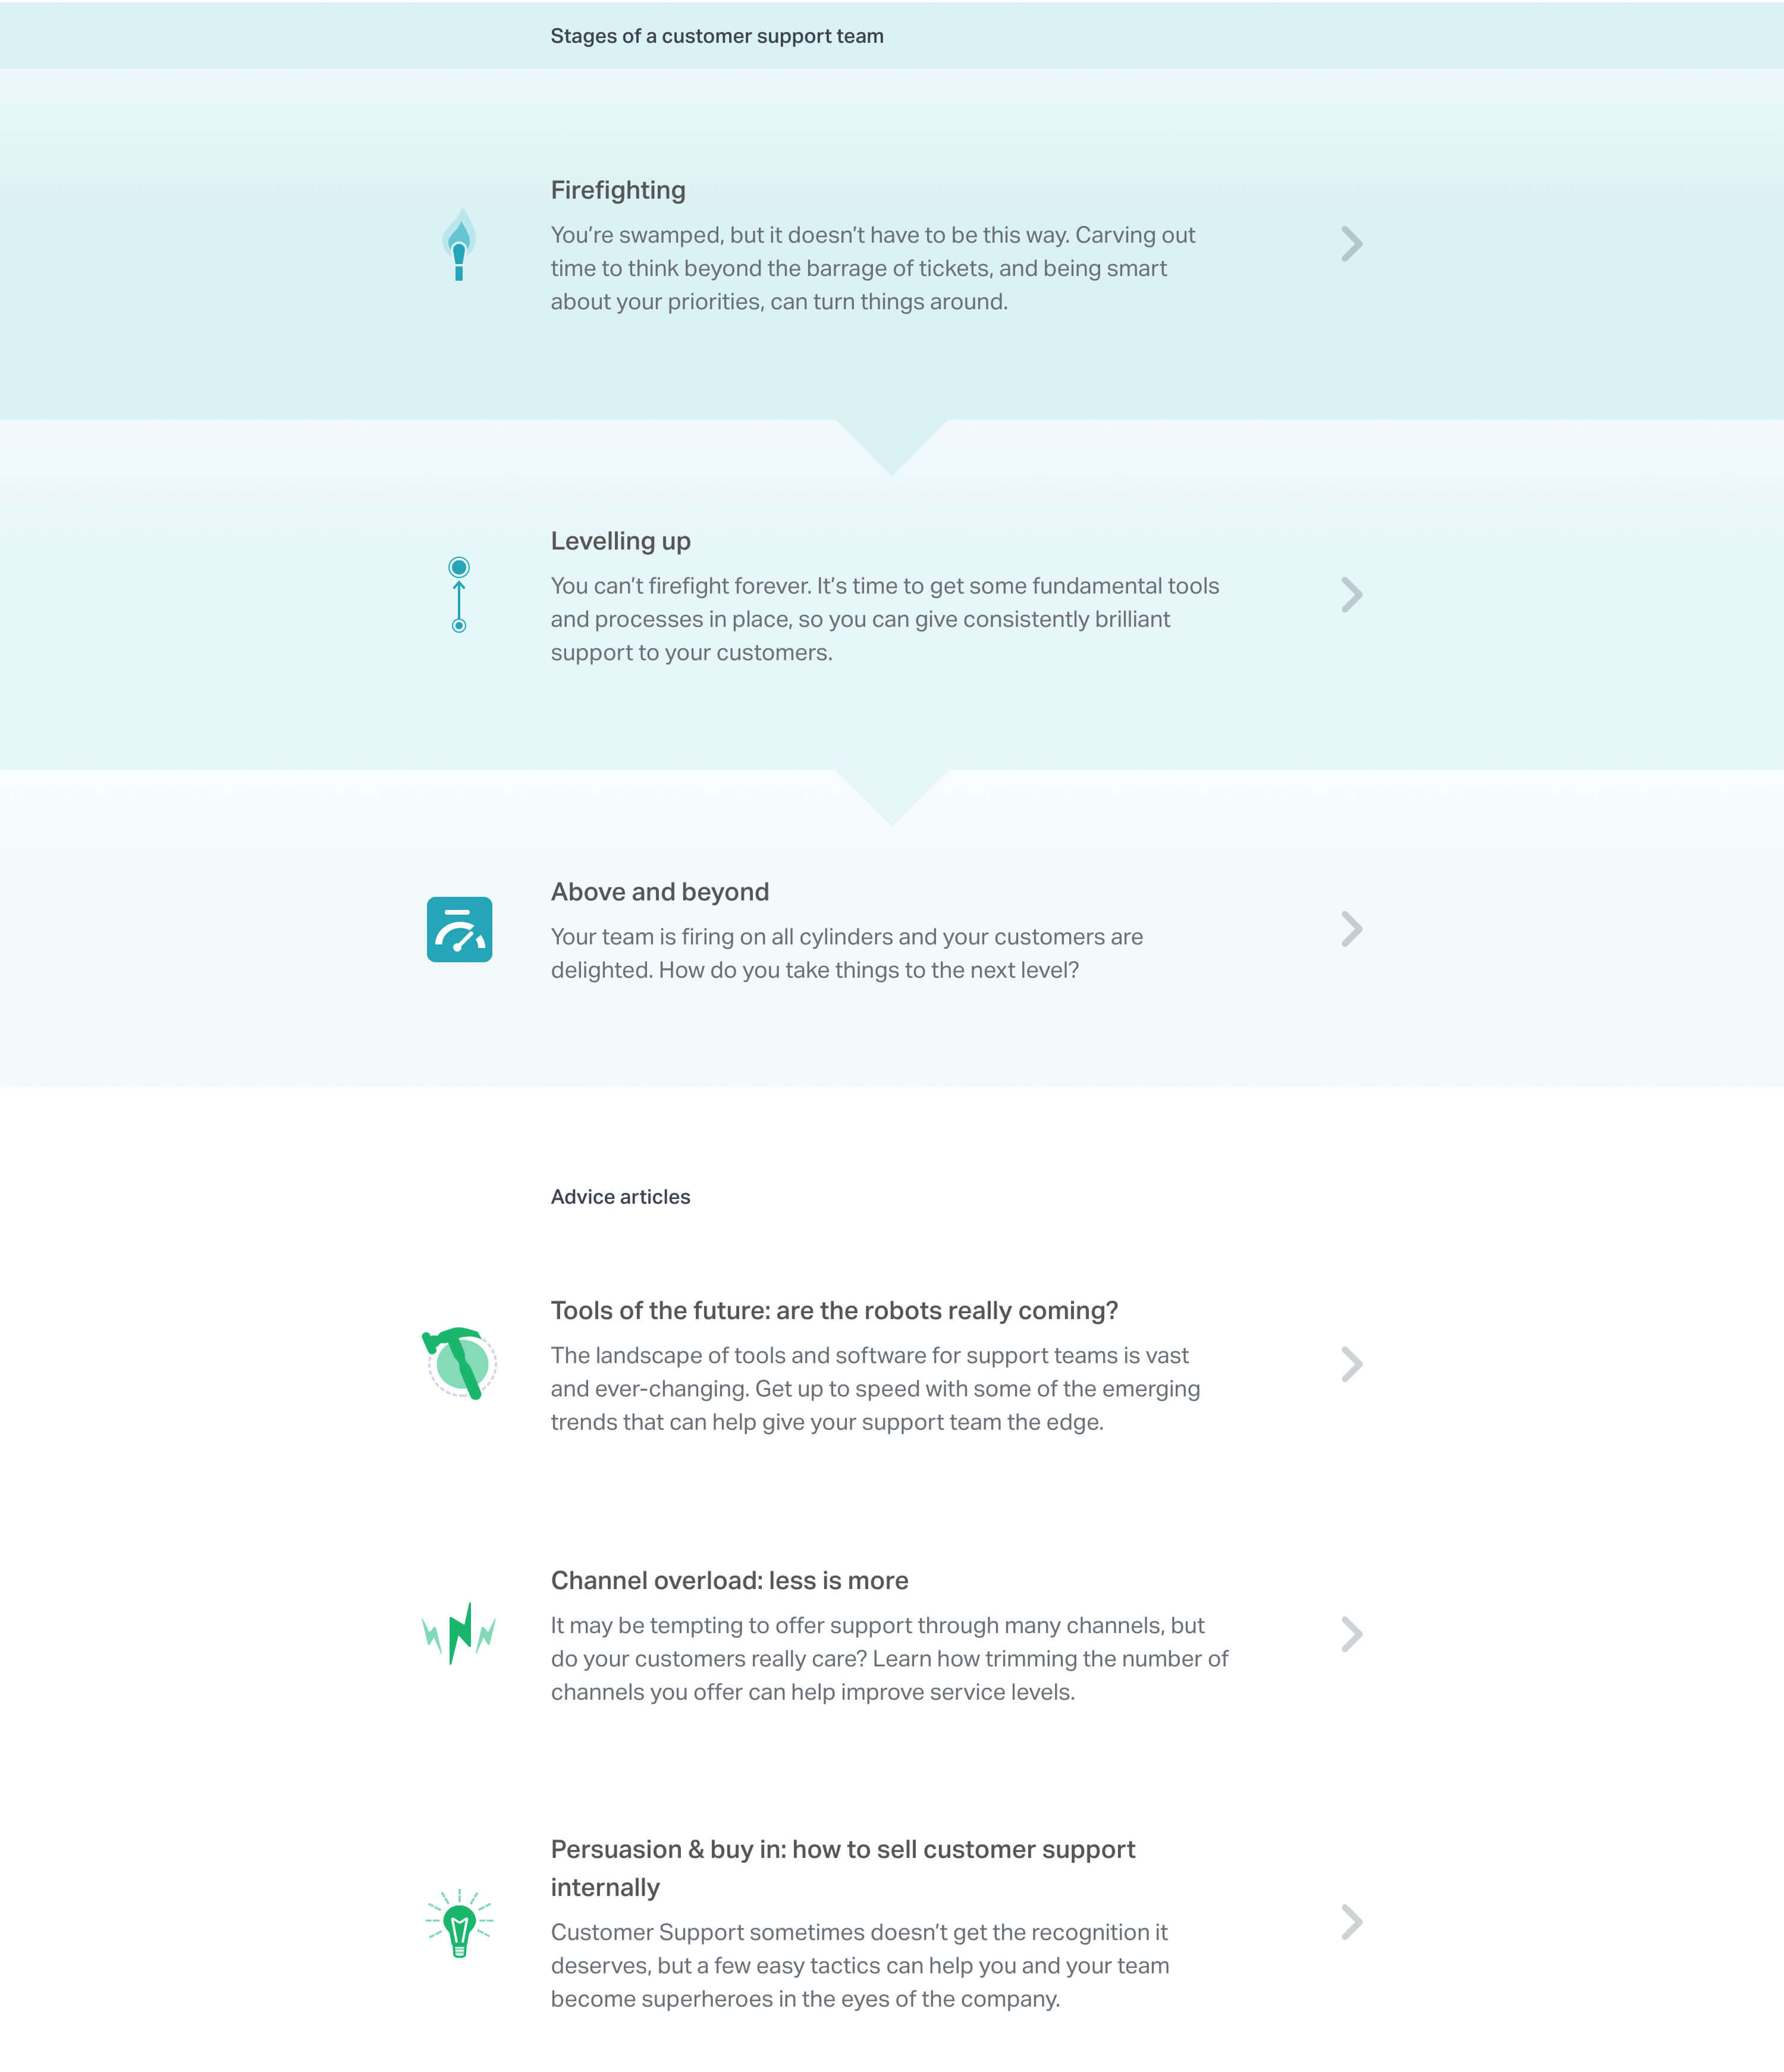 Stages of a customer support team
Firefighting
You’re swamped, but it doesn’t have to be this way. Carving out
time to think beyond the barrage of tickets, and being smart
about your priorities, can turn things around.
Levelling up
You can’t firefight forever. It’s time to get some fundamental tools
and processes in place, so you can give consistently brilliant
support to your customers.
Above and beyond
Your team is firing on all cylinders and your customers are
delighted. How do you take things to the next level?
Advice articles
Tools of the future: are the robots really coming?
The landscape of tools and software for support teams is vast
and ever-changing. Get up to speed with some of the emerging
trends that can help give your support team the edge.
Channel overload: less is more
It may be tempting to offer support through many channels, but
do your customers really care? Learn how trimming the number of
channels you offer can help improve service levels.
Persuasion & buy in: how to sell customer support
internally
Customer Support sometimes doesn’t get the recognition it
deserves, but a few easy tactics can help you and your team
become superheroes in the eyes of the company.